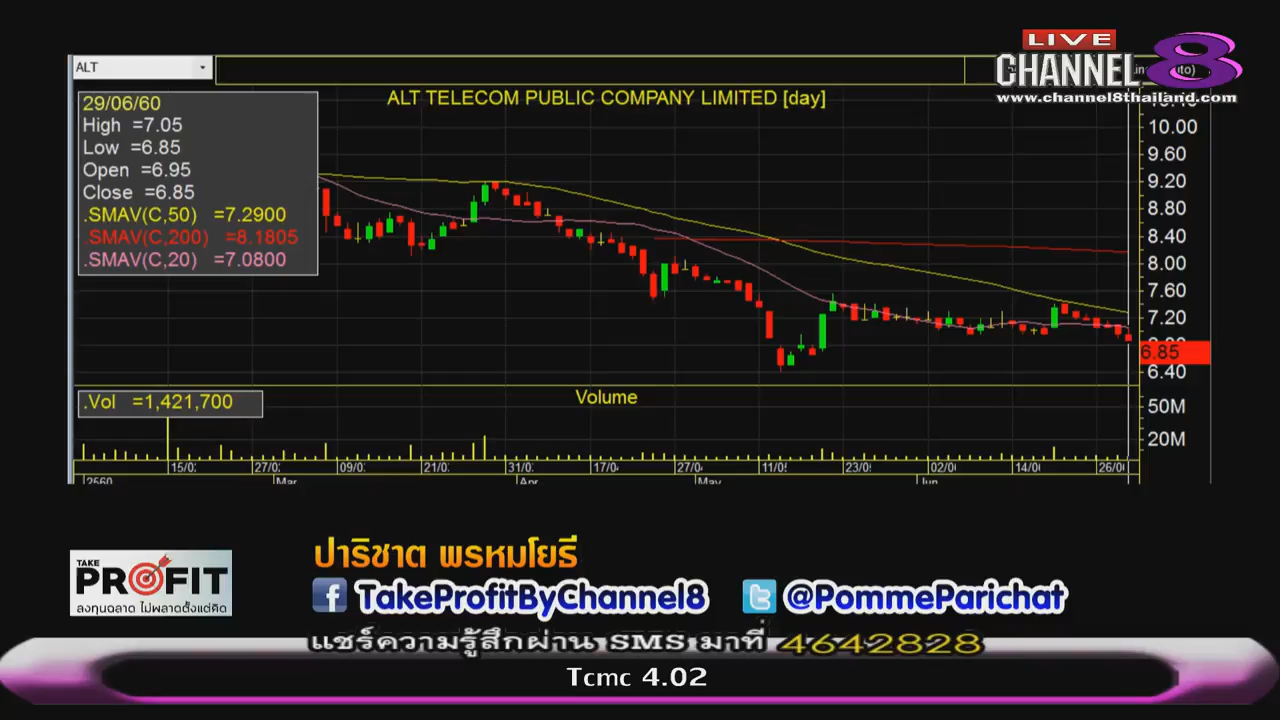 ALT
LIVE
CHANNEL 8
www.channel8thailand.com
ALT TELECOM PUBLIC COMPANY LIMITED [day]
29/06/60
High =7.05
Low =6.85
Open =6.95
Close =6.85
.SMAV(C,50) =7.2900
.SMAV(C,200) =8.1805
.SMAV(C,20) =7.0800
10.00
9.60
9.20
8.80
8.40
8.00
7.60
7.20
6.85
6.40
.Vol =1,421,700
Volume
50M
20M
15/0 27/0 09/0 21/0 31/0 17/0 27/0 11/0 23/0 02/0 14/0 26/0
2560 Mar Apr May Jun
TAKE
PROFIT
ลงทุนฉลาด ไม่พลาดตั้งแต่คิด
ปาริชาต พรหมโยธี
TakeProfitByChannel8 @PommeParichat
แชร์ความรู้สึกผ่าน SMS มาที่ 4642828
Tcmc 4.02